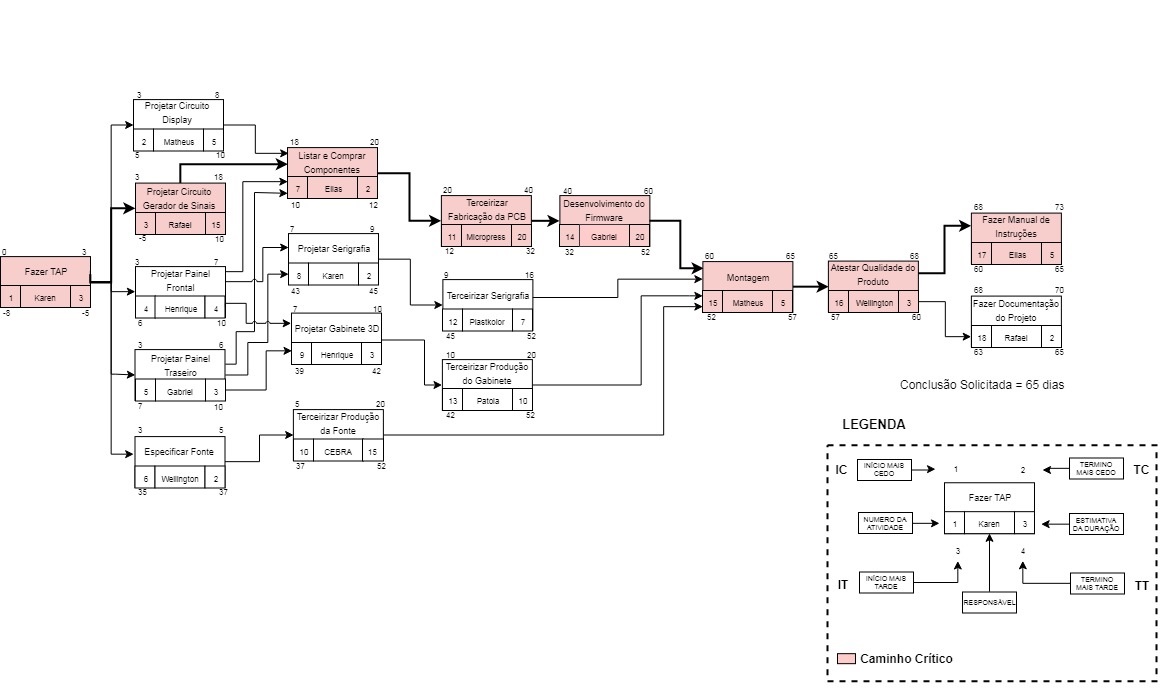 3 8
Projetar Circuito
Display
2 Matheus 5
5 10
3 18
Projetar Circuito
Gerador de Sinais
3 Rafael 15
-5 10
0 3
Fazer TAP
1 Karen 3
-8 -5
3 7
Projetar Painel
Frontal
4 Henrique 4
6 10
3 6
Projetar Painel
Traseiro
5 Gabriel 3
7 10
3 5
Especificar Fonte
6 Wellington 2
35 37
18 20
Listar e Comprar
Componentes
7 Elias 2
10 12
7 9
Projetar Serigrafia
8 Karen 2
43 45
7 10
Projetar Gabinete 3D
9 Henrique 3
39 42
5 20
Terceirizar Produção
da Fonte
10 CEBRA 15
37 52
20 40
Terceirizar
Fabricação da PCB
11 Micropress 20
12 32
9 16
Terceirizar Serigrafia
12 Plastkolor 7
45 52
10 20
Terceirizar Produção
do Gabinete
13 Patola 10
42 52
40 60
Desenvolvimento do
Firmware
14 Gabriel 20
32 52
60 65
Montagem
15 Matheus 5
52 57
65 68
Atestar Qualidade do
Produto
16 Wellington 3
57 60
68 73
Fazer Manual de
Instruções
17 Elias 5
60 65
68 70
Fazer Documentação
do Projeto
18 Rafael 2
63 65
Conclusão Solicitada = 65 dias
LEGENDA
IC INÍCIO MAIS
CEDO
1 2
TERMINO
MAIS CEDO
TC
Fazer TAP
NUMERO DA
ATIVIDADE
1 Karen 3
ESTIMATIVA
DA DURAÇÃO
3 4
IT INÍCIO MAIS
TARDE
TERMINO
MAIS TARDE
TT
RESPONSÁVEL
Caminho Crítico